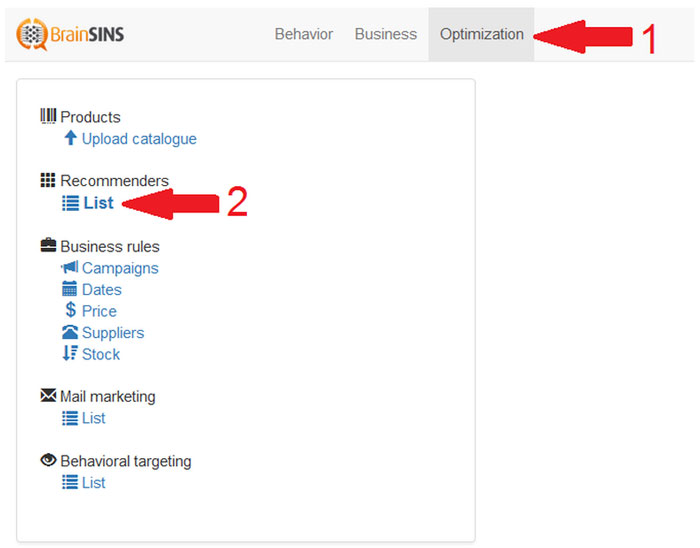 BrainSINS Behavior Business Optimization 1
Products
Upload catalogue
Recommenders
List 2
Business rules
Campaigns
Dates
$ Price
Suppliers
Stock
Mail marketing
List
Behavioral targeting
List